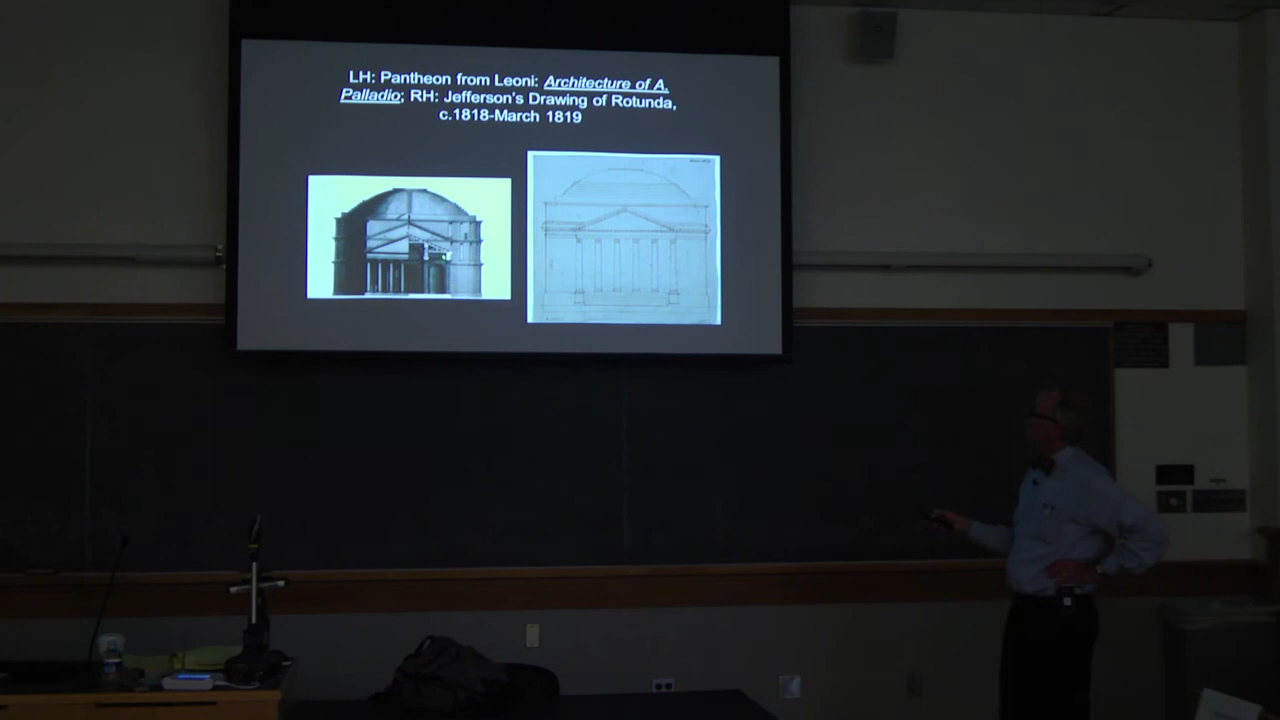 LH: Pantheon from Leoni: Architecture of A.
Palladio; RH: Jefferson's Drawing of Rotunda,
c.1818-March 1819